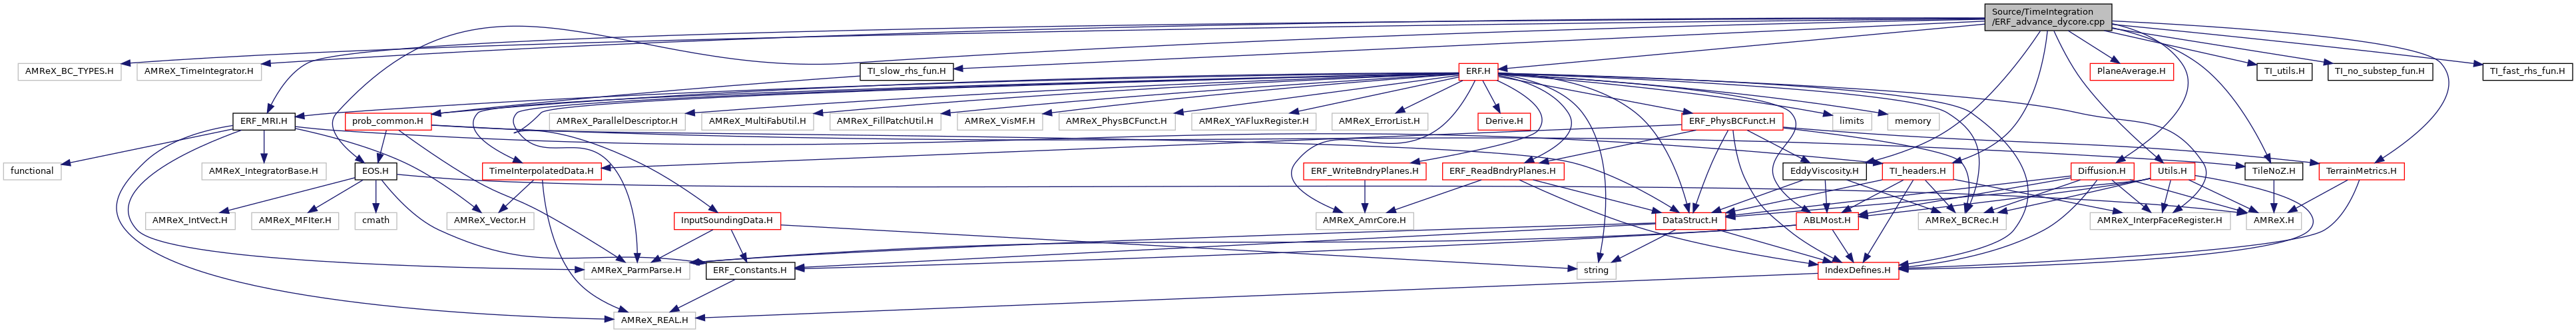 Source/TimeIntegration
/ERF_advance_dycore.cpp
AMReX_BC_TYPES.H
AMReX_TimeIntegrator.H
TI_slow_rhs_fun.H
ERF.H
PlaneAverage.H
TI_utils.H
TI_no_substep_fun.H
TI_fast_rhs_fun.H
ERF_MRI.H
prob_common.H
AMReX_ParallelDescriptor.H
AMReX_MultiFabUtil.H
AMReX_FillPatchUtil.H
AMReX_VisMF.H
AMReX_PhysBCFunct.H
AMReX_YAFluxRegister.H
AMReX_ErrorList.H
Derive.H
ERF_PhysBCFunct.H
limits
memory
functional
AMReX_IntegratorBase.H
EOS.H
TimeInterpolatedData.H
ERF_WriteBndryPlanes.H
ERF_ReadBndryPlanes.H
EddyViscosity.H
TI_headers.H
Diffusion.H
Utils.H
TileNoZ.H
TerrainMetrics.H
AMReX_IntVect.H
AMReX_MFIter.H
cmath
AMReX_Vector.H
InputSoundingData.H
AMReX_AmrCore.H
DataStruct.H
ABLMost.H
AMReX_BCRec.H
AMReX_InterpFaceRegister.H
AMReX.H
AMReX_ParmParse.H
ERF_Constants.H
string
IndexDefines.H
AMReX_REAL.H